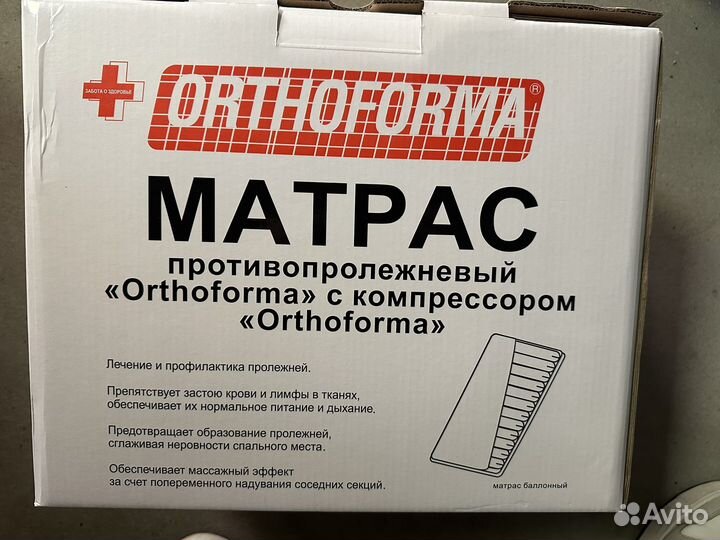 ЗАБОТА О ЗДОРОВЬЕ
ORTHOFORMA®
МАТРАС
противопролежневый
«Orthoforma» с компрессором
«Orthoforma»
Лечение и профилактика пролежней.
Препятствует застою крови и лимфы в тканях,
обеспечивает их нормальное питание и дыхание.
Предотвращает образование пролежней,
сглаживая неровности спального места.
Обеспечивает массажный эффект
за счет попеременного надувания соседних секций.
матрас баллонный
Avito